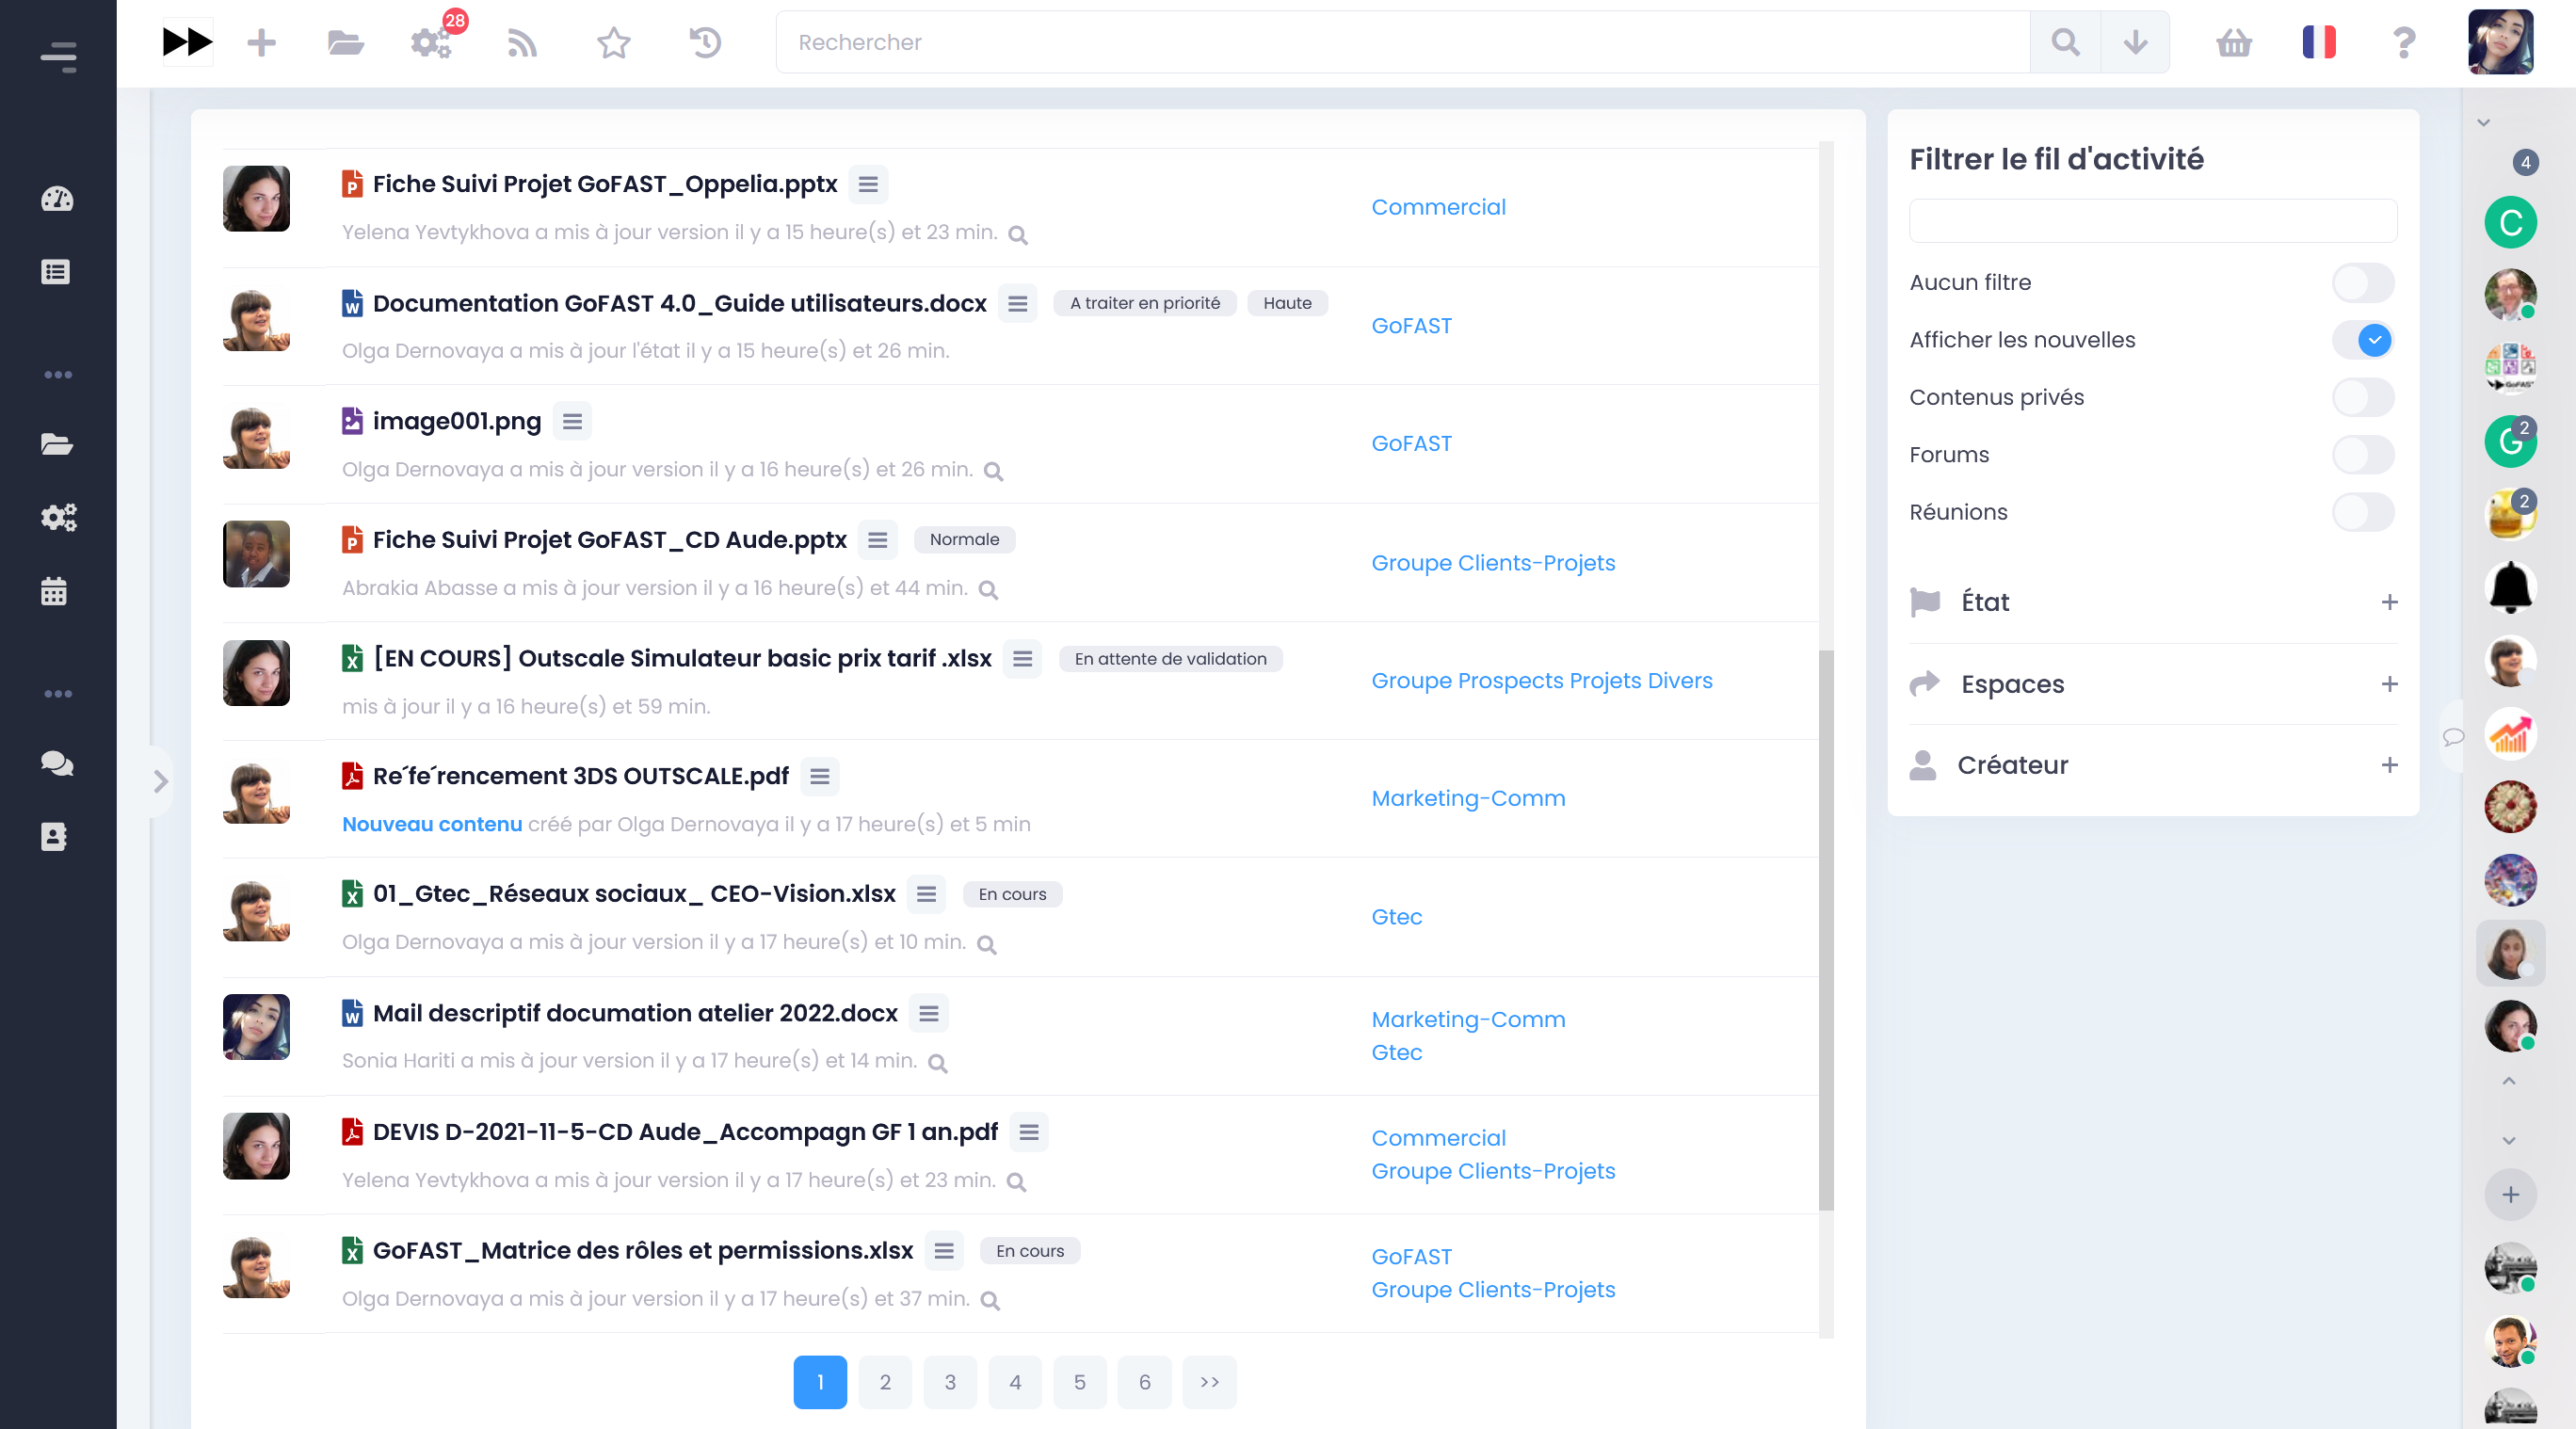 28
Rechercher
Fiche Suivi Projet GoFAST_Oppelia.pptx
Yelena Yevtykhova a mis à jour version il y a 15 heure(s) et 23 min.
Commercial
Documentation GoFAST 4.0_Guide utilisateurs.docx A traiter en priorité Haute
Olga Dernovaya a mis à jour l'état il y a 15 heure(s) et 26 min.
GoFAST
image001.png
Olga Dernovaya a mis à jour version il y a 16 heure(s) et 26 min.
GoFAST
Fiche Suivi Projet GoFAST_CD Aude.pptx Normale
Abrakia Abasse a mis à jour version il y a 16 heure(s) et 44 min.
Groupe Clients-Projets
[EN COURS] Outscale Simulateur basic prix tarif .xlsx En attente de validation
mis à jour il y a 16 heure(s) et 59 min.
Groupe Prospects Projets Divers
Re´fe´rencement 3DS OUTSCALE.pdf
Nouveau contenu créé par Olga Dernovaya il y a 17 heure(s) et 5 min
Marketing-Comm
01_Gtec_Réseaux sociaux_ CEO-Vision.xlsx En cours
Olga Dernovaya a mis à jour version il y a 17 heure(s) et 10 min.
Gtec
Mail descriptif documation atelier 2022.docx
Sonia Hariti a mis à jour version il y a 17 heure(s) et 14 min.
Marketing-Comm
Gtec
DEVIS D-2021-11-5-CD Aude_Accompagn GF 1 an.pdf
Yelena Yevtykhova a mis à jour version il y a 17 heure(s) et 23 min.
Commercial
Groupe Clients-Projets
GoFAST_Matrice des rôles et permissions.xlsx En cours
Olga Dernovaya a mis à jour version il y a 17 heure(s) et 37 min.
GoFAST
Groupe Clients-Projets
1 2 3 4 5 6 >>
Filtrer le fil d'activité
Aucun filtre
Afficher les nouvelles
Contenus privés
Forums
Réunions
État +
Espaces +
Créateur +
4
C
GoFAST
G 2
2